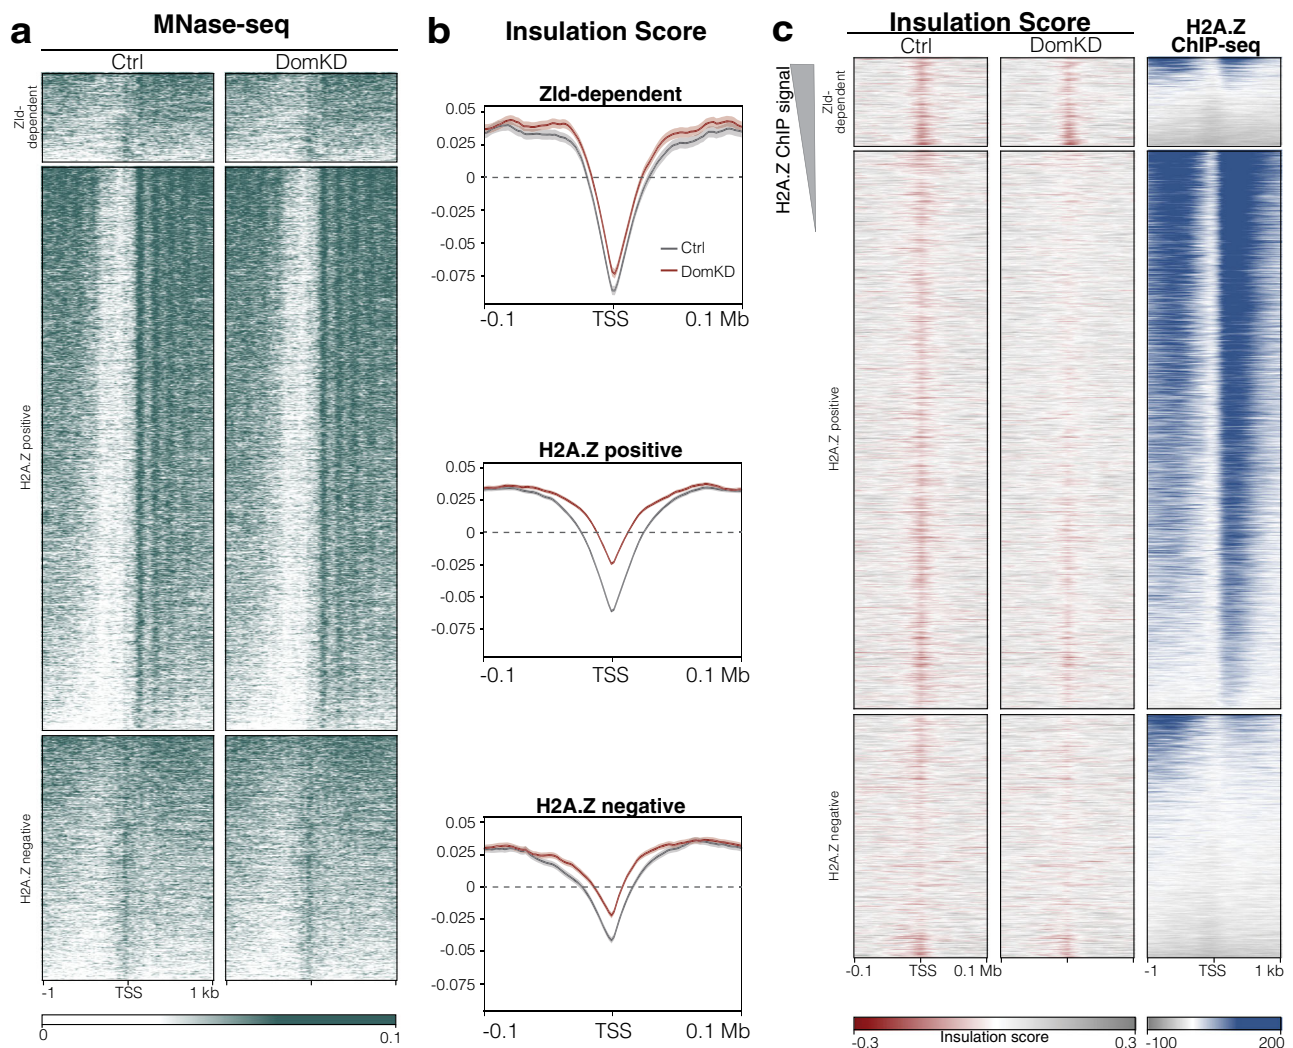 a
MNase-seq
Ctrl
DomKD
Zld-
dependent
H2A.Z positive
H2A.Z negative
-1
TSS
1 kb
0
0.1
b
Insulation Score
Zld-dependent
0.05
0.025
0
-0.025
-0.05
-0.075
Ctrl
DomKD
-0.1
TSS
0.1 Mb
H2A.Z positive
0.05
0.025
0
-0.025
-0.05
-0.075
-0.1
TSS
0.1 Mb
H2A.Z negative
0.05
0.025
0
-0.025
-0.05
-0.075
-0.1
TSS
0.1 Mb
c
Insulation Score
Ctrl
DomKD
H2A.Z
ChIP-seq
H2A.Z ChIP signal
Zld-
dependent
H2A.Z positive
H2A.Z negative
-0.1
TSS
0.1 Mb
-1
TSS
1 kb
-0.3
Insulation score
0.3
-100
200